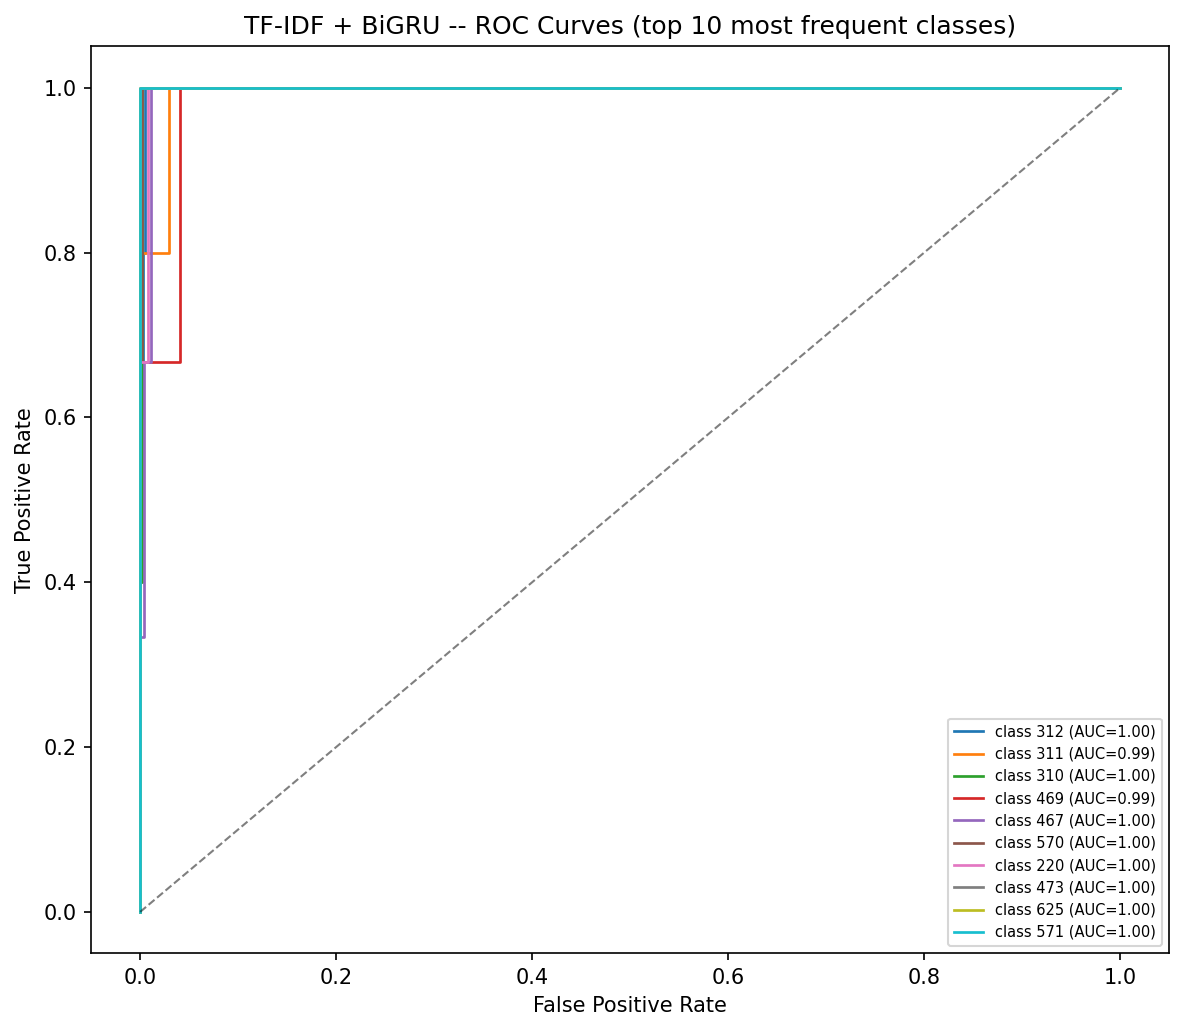 TF-IDF + BiGRU -- ROC Curves (top 10 most frequent classes)
True Positive Rate
1.0
0.8
0.6
0.4
0.2
0.0
0.0 0.2 0.4 0.6 0.8 1.0
False Positive Rate
class 312 (AUC=1.00)
class 311 (AUC=0.99)
class 310 (AUC=1.00)
class 469 (AUC=0.99)
class 467 (AUC=1.00)
class 570 (AUC=1.00)
class 220 (AUC=1.00)
class 473 (AUC=1.00)
class 625 (AUC=1.00)
class 571 (AUC=1.00)